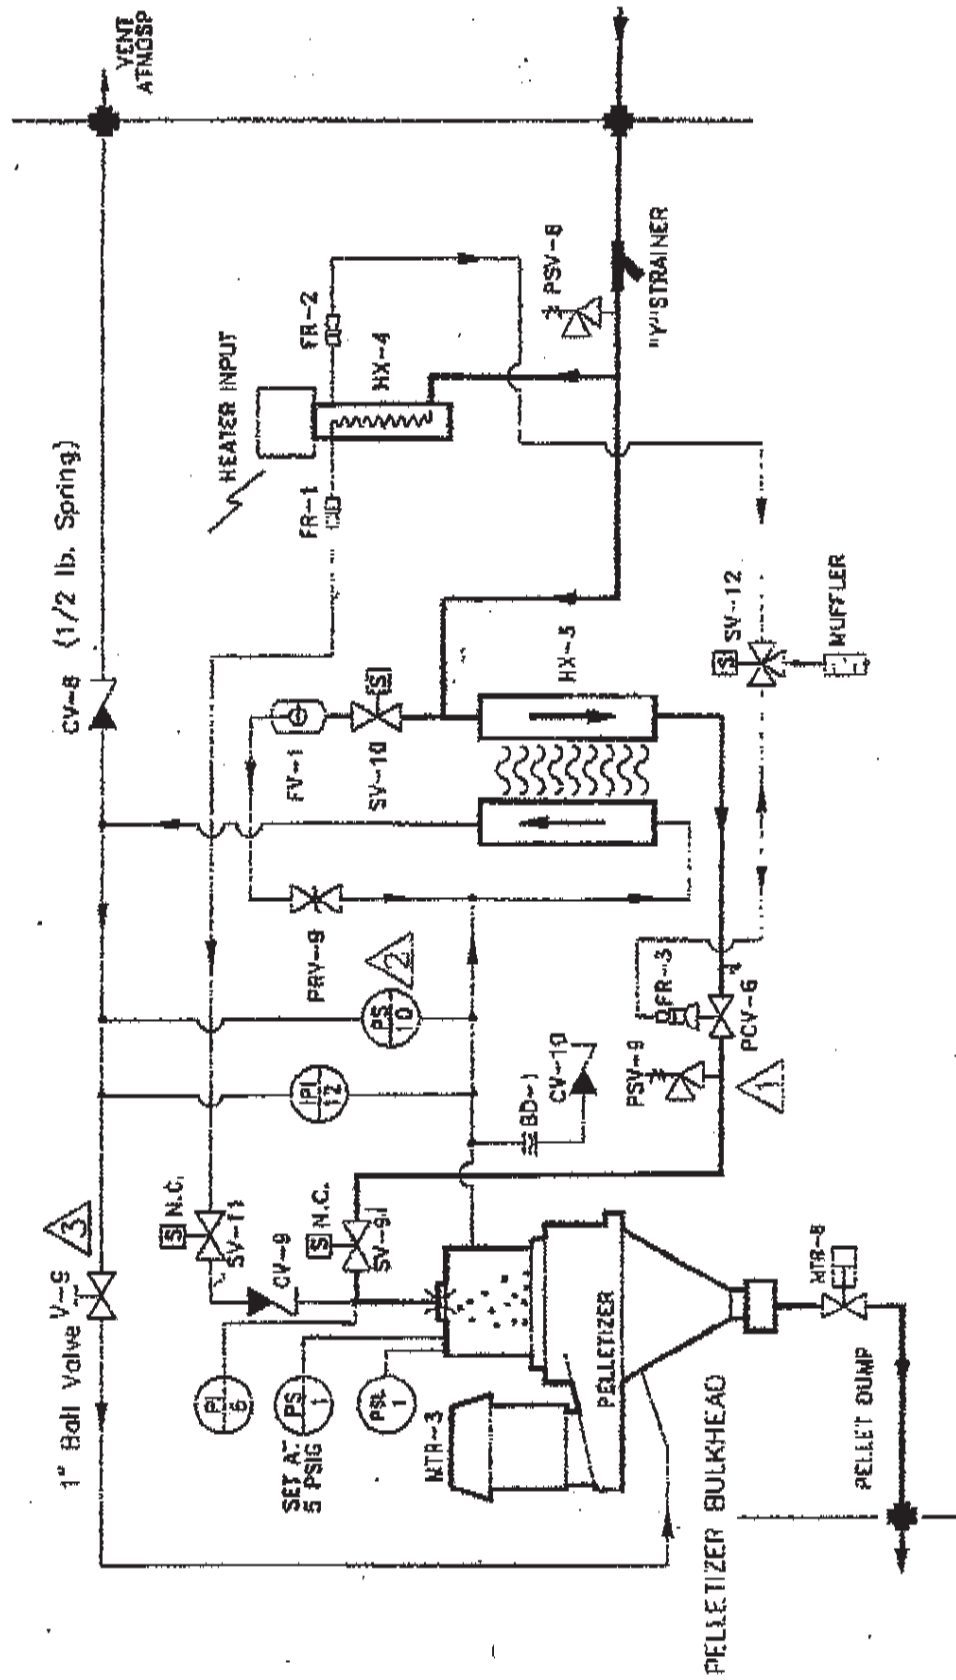 VENT
ATMOSP
CV-8 (1/2 lb. Spring)
HEATER INPUT
FR-2
HX-4
FR-1
PSV-8
"Y"STRAINER
FV-1
SV-10
S
HX-5
S
SV-12
MUFFLER
PRV-9
2
PS
10
PI
12
FR-3
PCV-6
PSV-9
1
BD-1
CV-10
3
1" Ball Valve V-9
S N.C.
SV-11
CV-9
S N.C.
SV-9
PI
6
PS
1
SET AT
5 PSIG
PSL
1
MTR-3
PELLETIZER
MTR-8
PELLET DUMP
PELLETIZER BULKHEAD